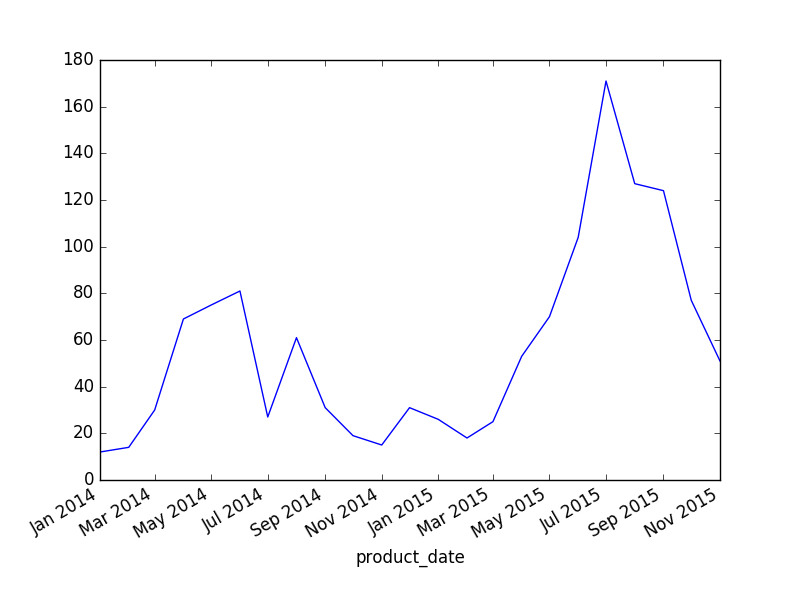 180
160
140
120
100
80
60
40
20
0
Jan 2014
Mar 2014
May 2014
Jul 2014
Sep 2014
Nov 2014
Jan 2015
Mar 2015
May 2015
Jul 2015
Sep 2015
Nov 2015
product_date